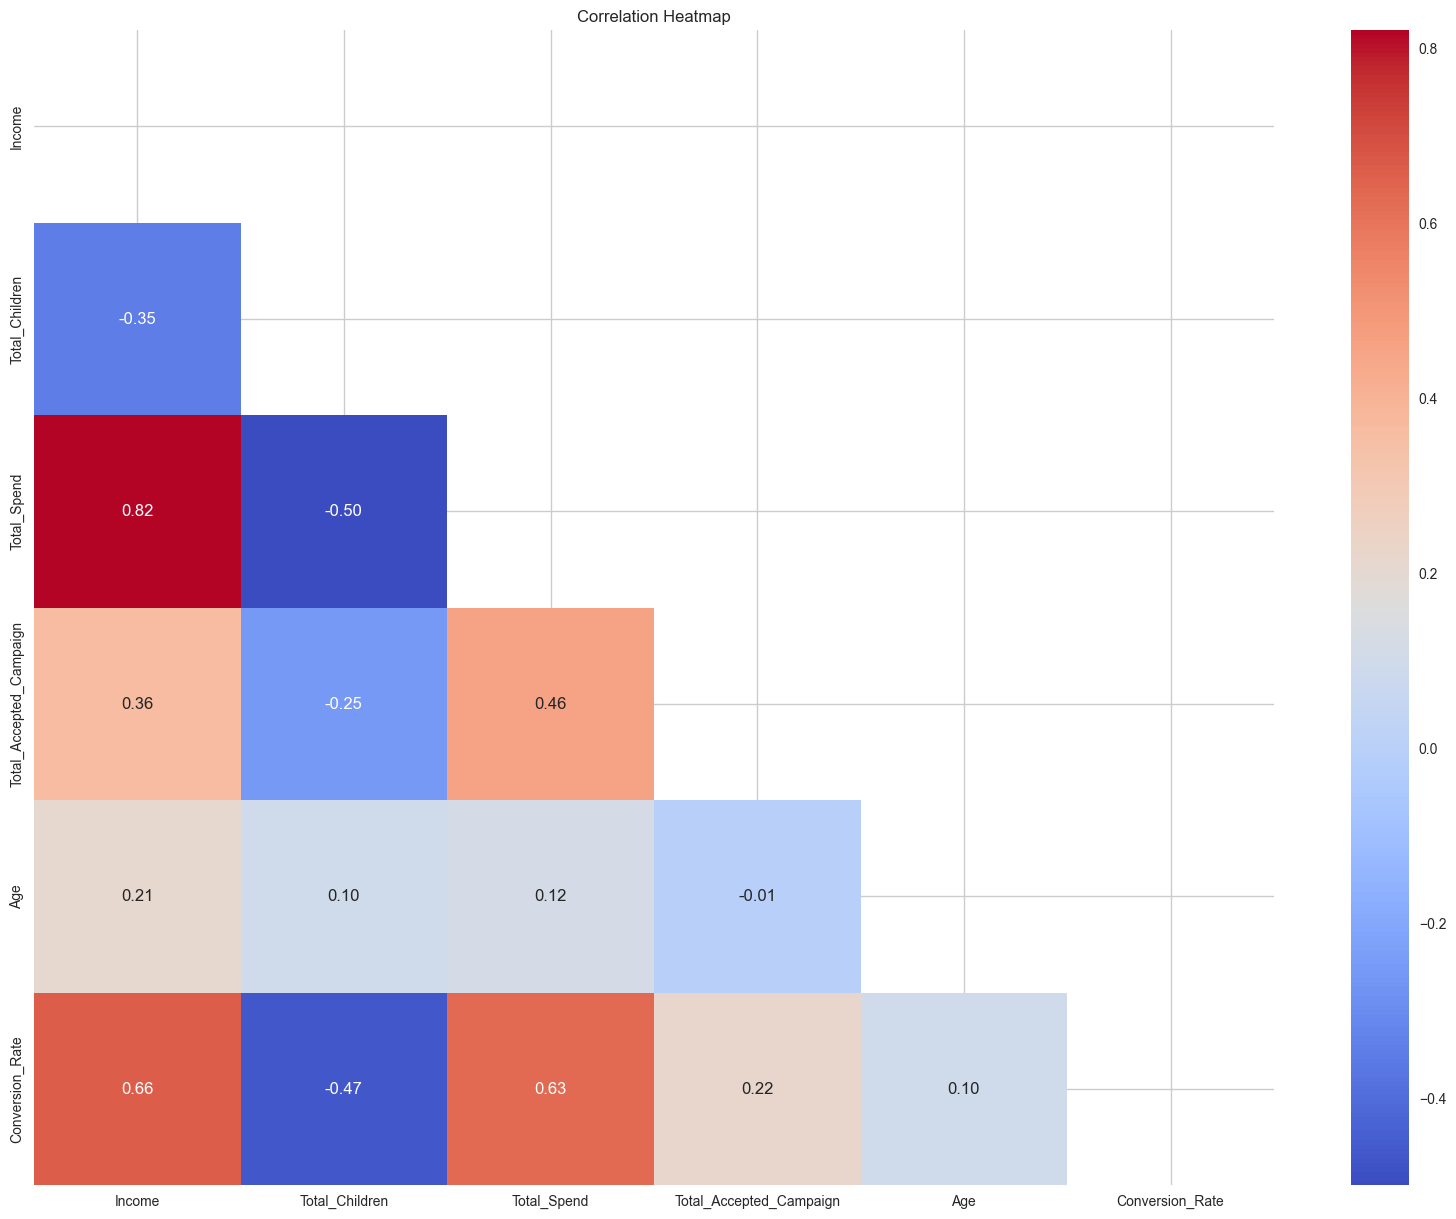 Correlation Heatmap
Income
Total_Children
Total_Spend
Total_Accepted_Campaign
Age
Conversion_Rate
-0.35
0.82 -0.50
0.36 -0.25 0.46
0.21 0.10 0.12 -0.01
0.66 -0.47 0.63 0.22 0.10
Income Total_Children Total_Spend Total_Accepted_Campaign Age Conversion_Rate
0.8
0.6
0.4
0.2
0.0
−0.2
−0.4